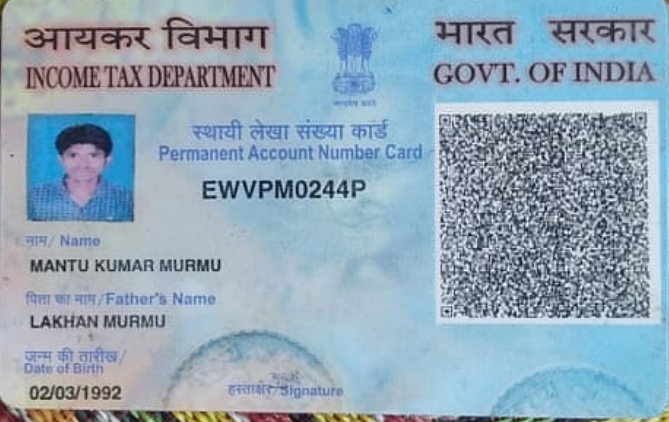 आयकर विभाग
INCOME TAX DEPARTMENT
भारत सरकार
GOVT. OF INDIA
सत्यमेव जयते
स्थायी लेखा संख्या कार्ड
Permanent Account Number Card
EWVPM0244P
नाम/ Name
MANTU KUMAR MURMU
पिता का नाम/Father's Name
LAKHAN MURMU
जन्म की तारीख/
Date of Birth
02/03/1992
हस्ताक्षर/Signature